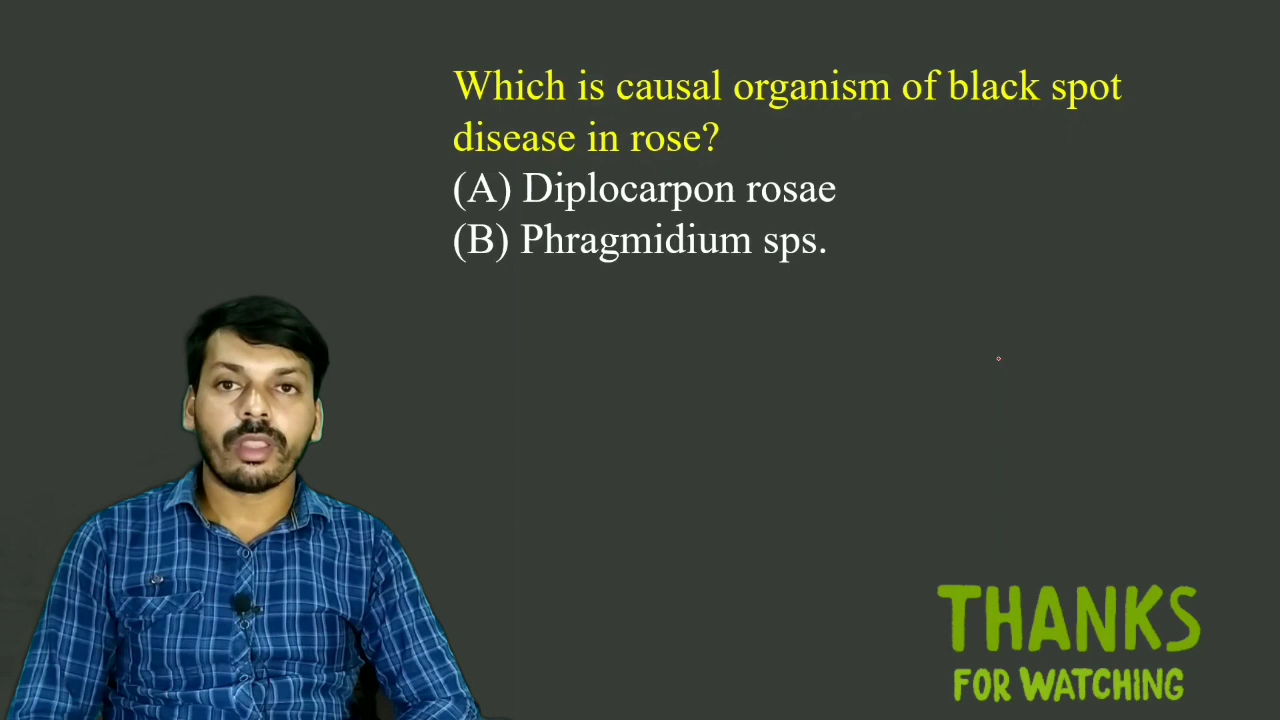 Which is causal organism of black spot
disease in rose?
(A) Diplocarpon rosae
(B) Phragmidium sps.
THANKS
FOR WATCHING